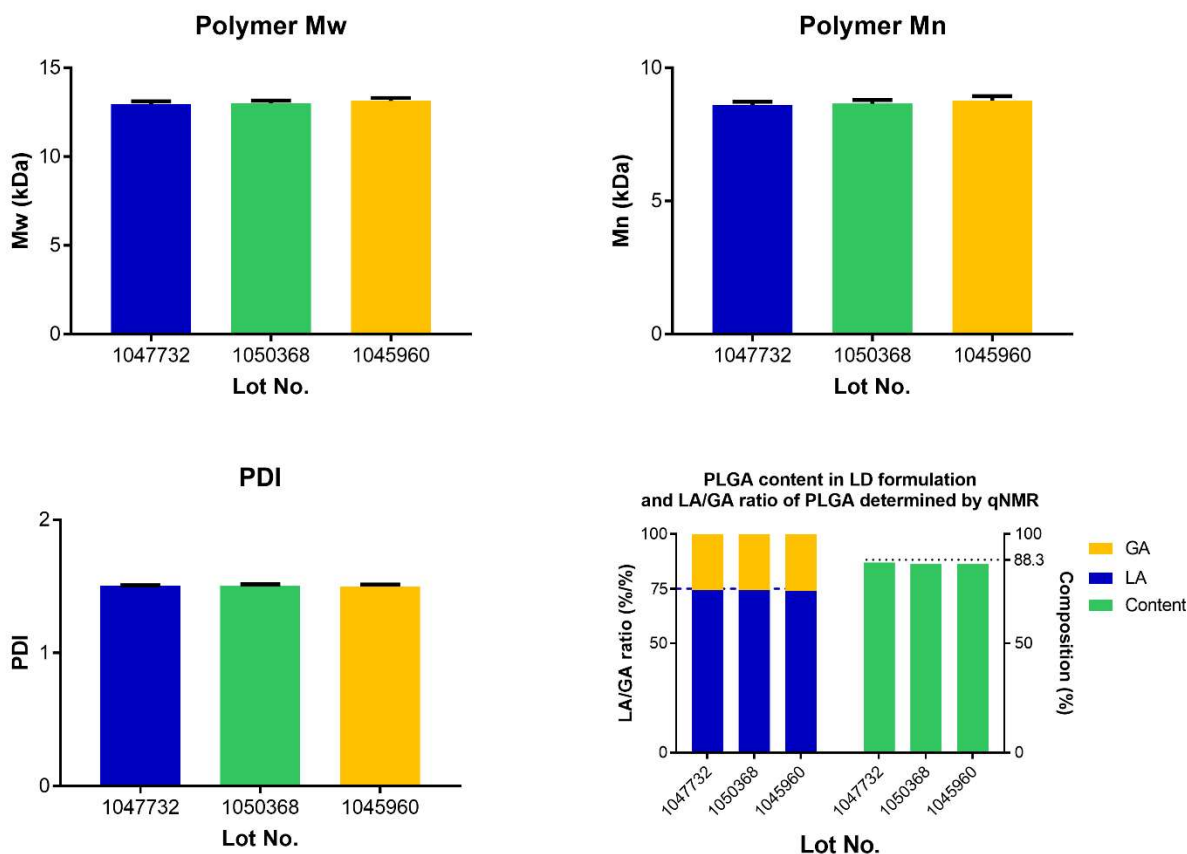 Polymer Mw
15
10
5
0
Mw (kDa)
1047732 1050368 1045960
Lot No.
Polymer Mn
10
5
0
Mn (kDa)
1047732 1050368 1045960
Lot No.
PDI
2
1
0
PDI
1047732 1050368 1045960
Lot No.
PLGA content in LD formulation
and LA/GA ratio of PLGA determined by qNMR
100
75
50
0
LA/GA ratio (%/%)
1047732 1050368 1045960 1047732 1050368 1045960
Lot No.
100
88.3
50
0
Composition (%)
GA
LA
Content